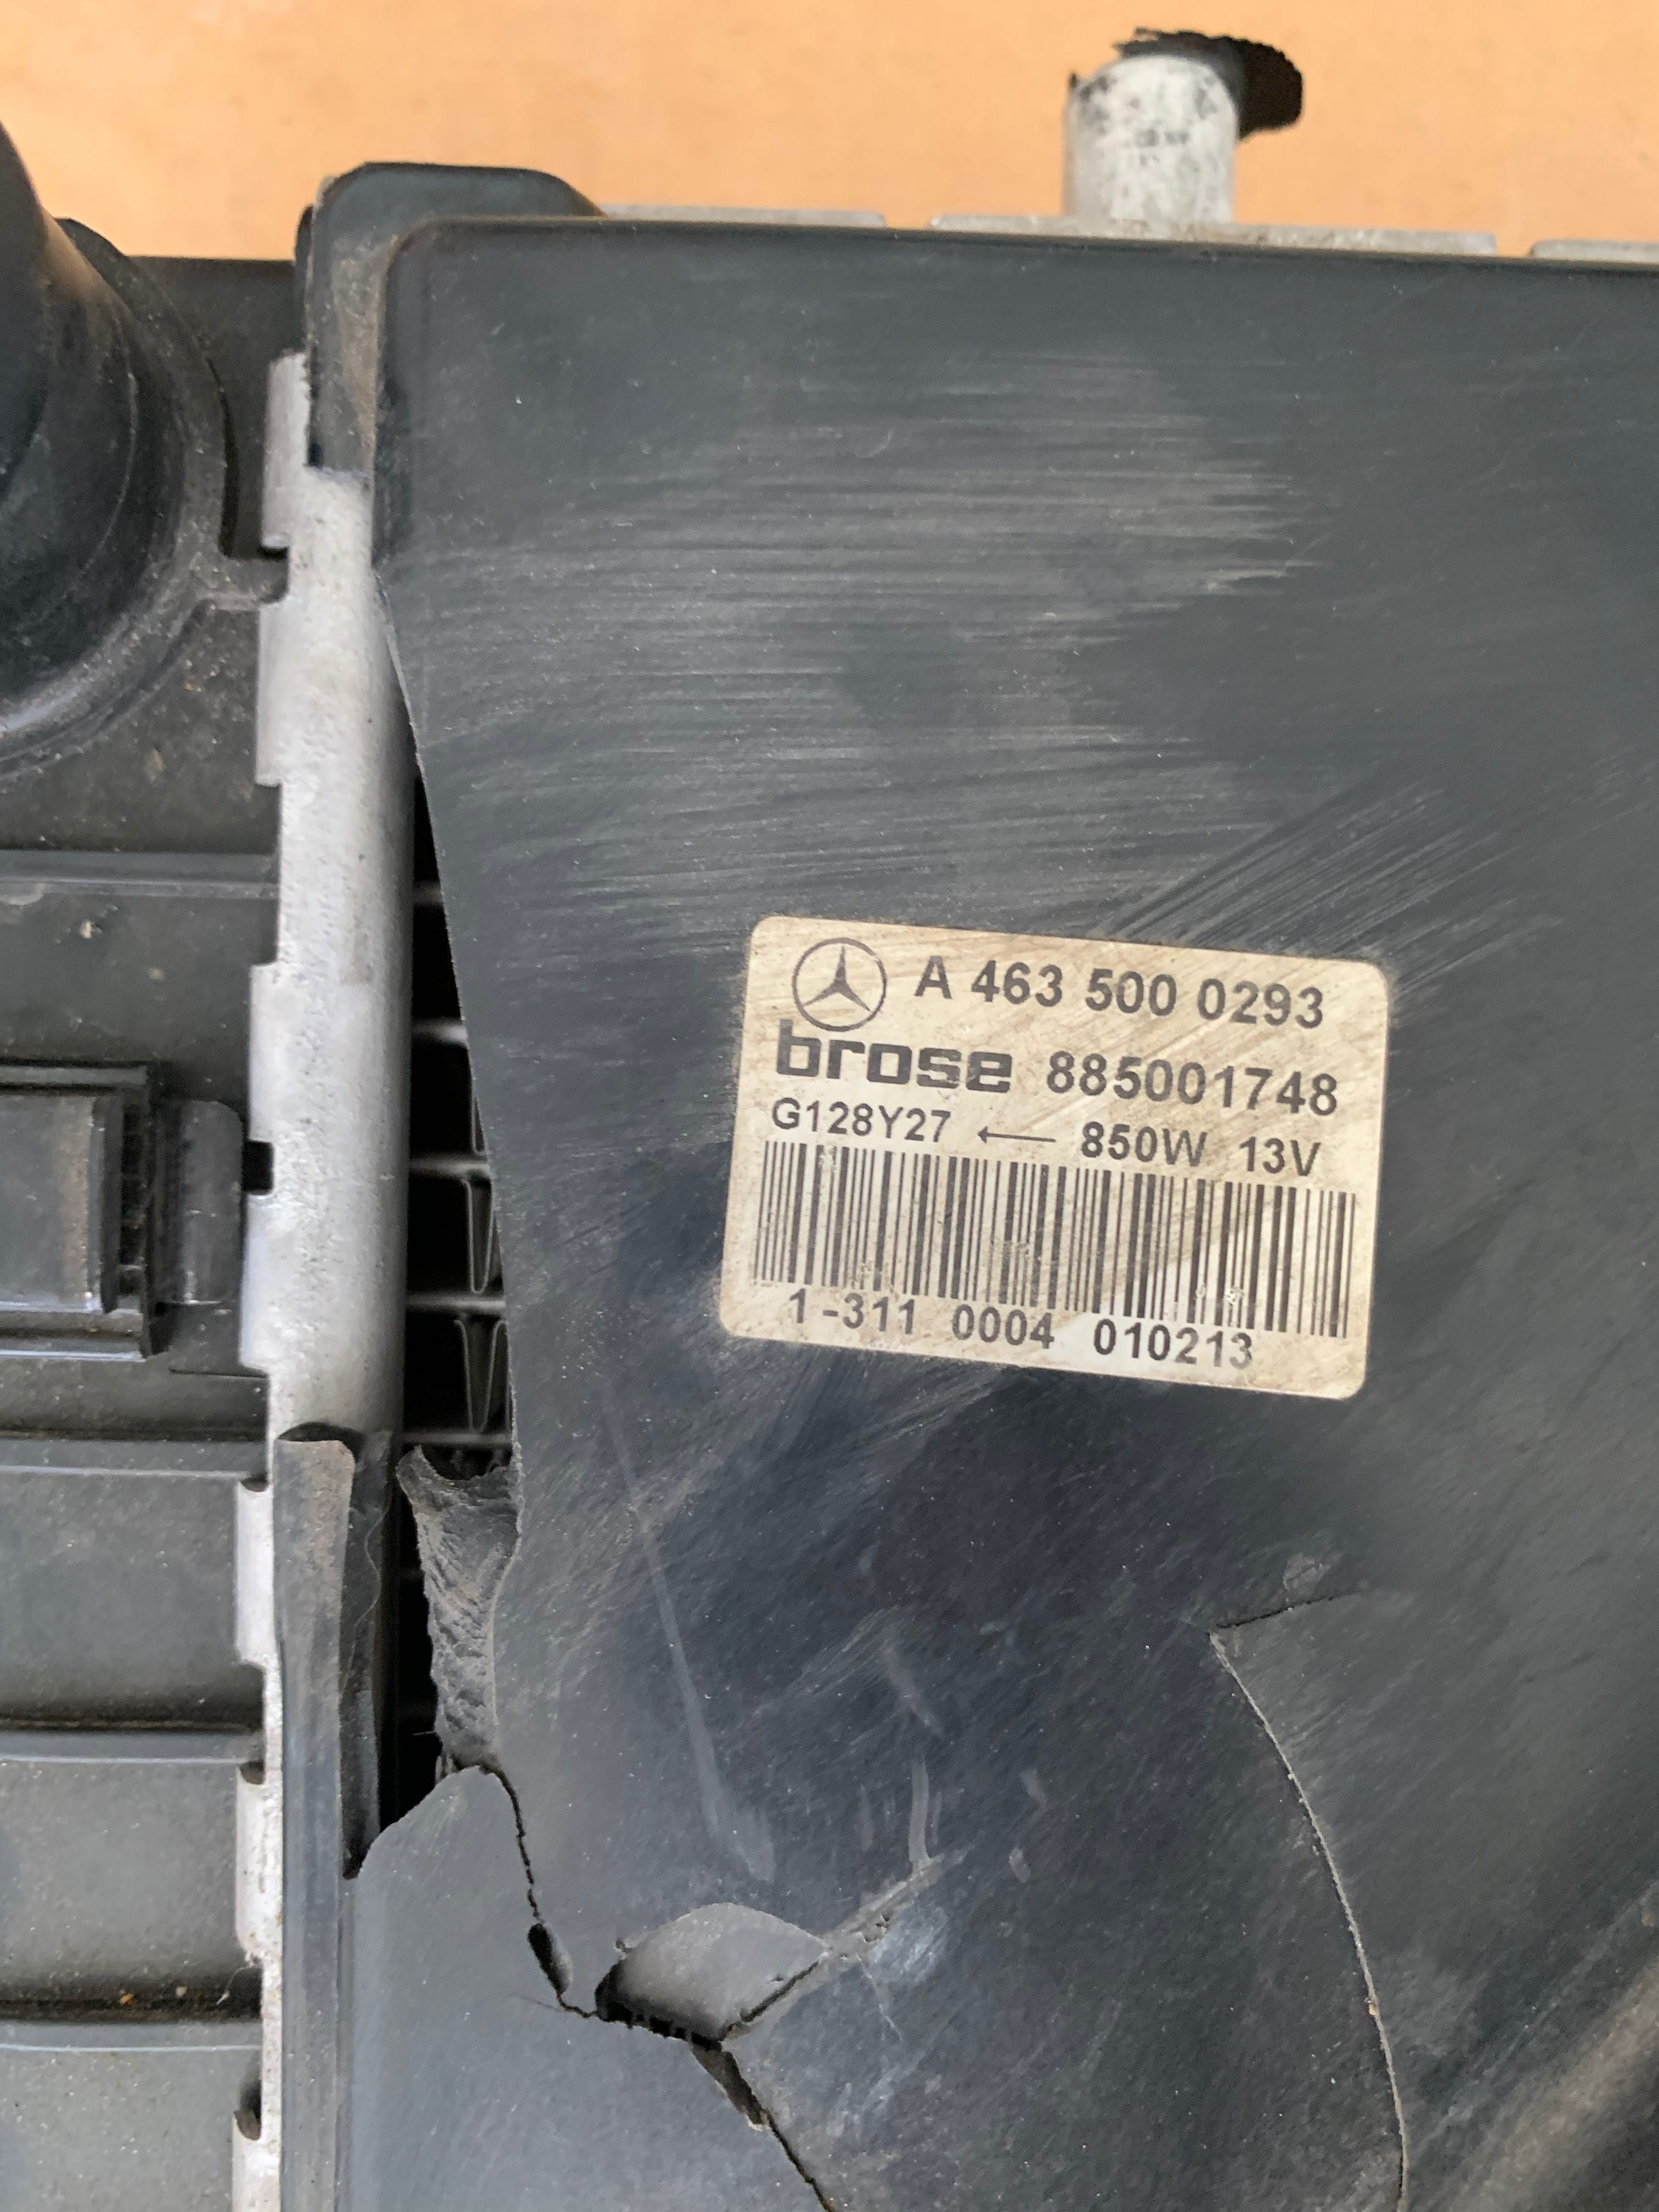 A 463 500 0293
brose 885001748
G128Y27 ← 850W 13V
1-311 0004 010213